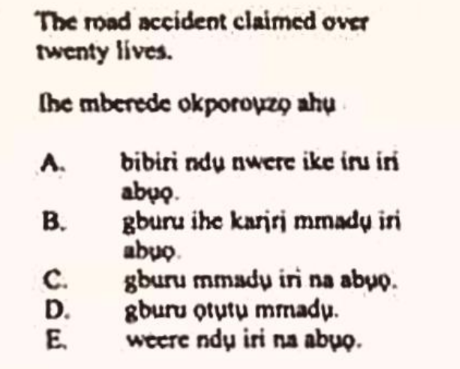 The road accident claimed over
twenty lives.
Ihe mberede okporoụzọ ahụ
A. bibiri ndụ nwere ike iru iri
abụọ.
B. gburu ihe karịrị mmadụ iri
abụọ.
C. gburu mmadụ iri na abụọ.
D. gburu ọtụtụ mmadụ.
E. weere ndụ iri na abụọ.